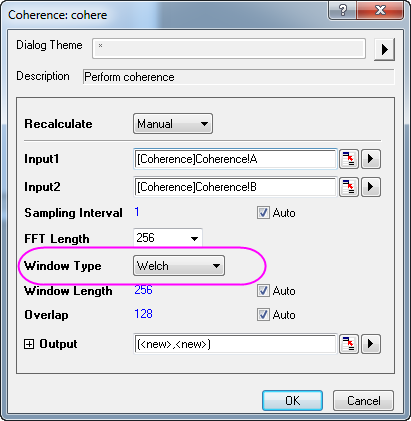 Coherence: cohere
Dialog Theme *
Description Perform coherence
Recalculate Manual
Input1 [Coherence]Coherence!A
Input2 [Coherence]Coherence!B
Sampling Interval 1 Auto
FFT Length 256
Window Type Welch
Window Length 256 Auto
Overlap 128 Auto
Output (<new>,<new>)
OK Cancel